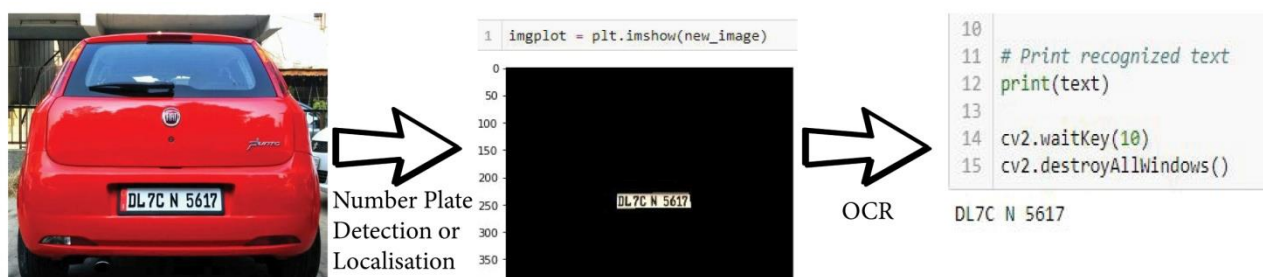 FIAT
PUNTO
DL7C N 5617
Number Plate
Detection or
Localisation
1 imgplot = plt.imshow(new_image)
0
50
100
150
200
250
300
350
DL7C N 5617
OCR
10
11 # Print recognized text
12 print(text)
13
14 cv2.waitKey(10)
15 cv2.destroyAllWindows()
DL7C N 5617